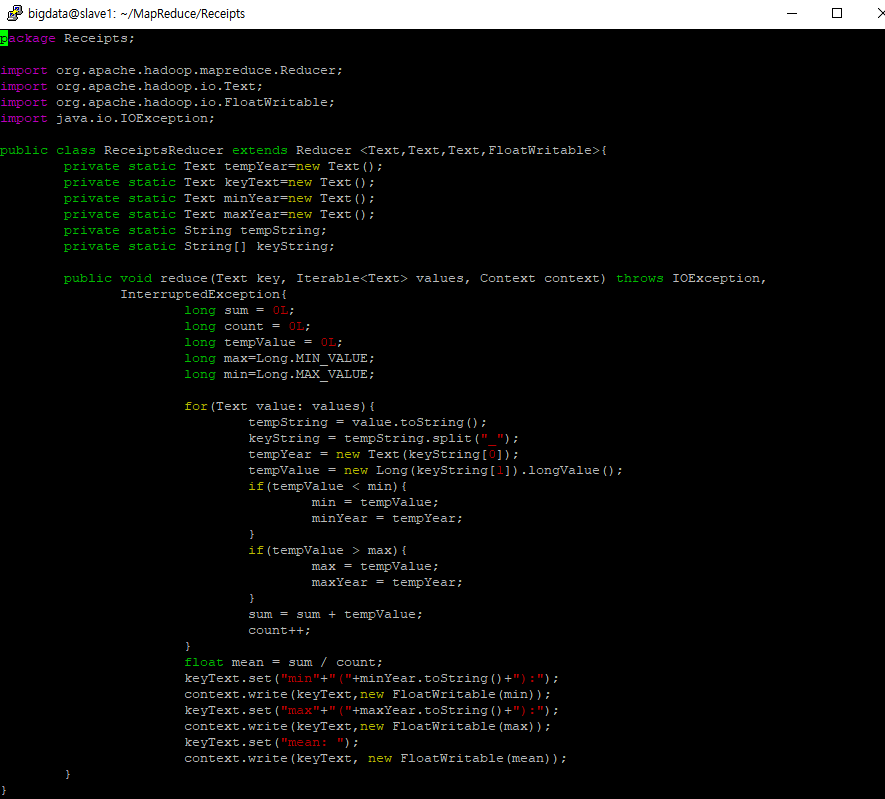 bigdata@slave1: ~/MapReduce/Receipts
package Receipts;
import org.apache.hadoop.mapreduce.Reducer;
import org.apache.hadoop.io.Text;
import org.apache.hadoop.io.FloatWritable;
import java.io.IOException;
public class ReceiptsReducer extends Reducer <Text,Text,Text,FloatWritable>{
        private static Text tempYear=new Text();
        private static Text keyText=new Text();
        private static Text minYear=new Text();
        private static Text maxYear=new Text();
        private static String tempString;
        private static String[] keyString;
        public void reduce(Text key, Iterable<Text> values, Context context) throws IOException,
               InterruptedException{
                       long sum = 0L;
                       long count = 0L;
                       long tempValue = 0L;
                       long max=Long.MIN_VALUE;
                       long min=Long.MAX_VALUE;
                       for(Text value: values){
                               tempString = value.toString();
                               keyString = tempString.split("_");
                               tempYear = new Text(keyString[0]);
                               tempValue = new Long(keyString[1]).longValue();
                               if(tempValue < min){
                                       min = tempValue;
                                       minYear = tempYear;
                               }
                               if(tempValue > max){
                                       max = tempValue;
                                       maxYear = tempYear;
                               }
                               sum = sum + tempValue;
                               count++;
                       }
                       float mean = sum / count;
                       keyText.set("min"+"("+minYear.toString()+"):");
                       context.write(keyText,new FloatWritable(min));
                       keyText.set("max"+"("+maxYear.toString()+"):");
                       context.write(keyText,new FloatWritable(max));
                       keyText.set("mean: ");
                       context.write(keyText, new FloatWritable(mean));
        }
}